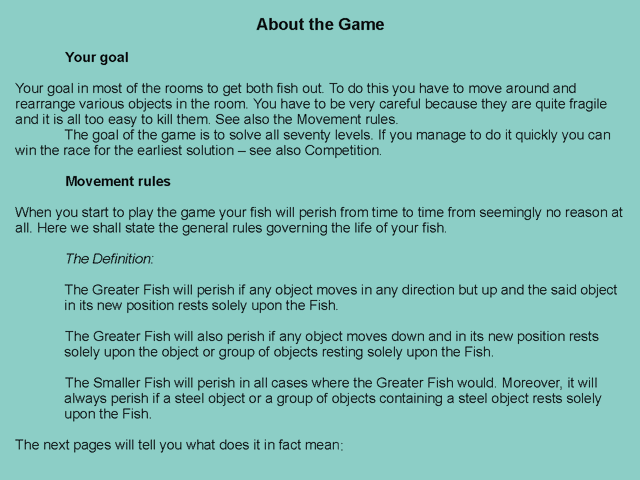 About the Game
Your goal
Your goal in most of the rooms to get both fish out. To do this you have to move around and
rearrange various objects in the room. You have to be very careful because they are quite fragile
and it is all too easy to kill them. See also the Movement rules.
The goal of the game is to solve all seventy levels. If you manage to do it quickly you can
win the race for the earliest solution – see also Competition.
Movement rules
When you start to play the game your fish will perish from time to time from seemingly no reason at
all. Here we shall state the general rules governing the life of your fish.
The Definition:
The Greater Fish will perish if any object moves in any direction but up and the said object
in its new position rests solely upon the Fish.
The Greater Fish will also perish if any object moves down and in its new position rests
solely upon the object or group of objects resting solely upon the Fish.
The Smaller Fish will perish in all cases where the Greater Fish would. Moreover, it will
always perish if a steel object or a group of objects containing a steel object rests solely
upon the Fish.
The next pages will tell you what does it in fact mean: